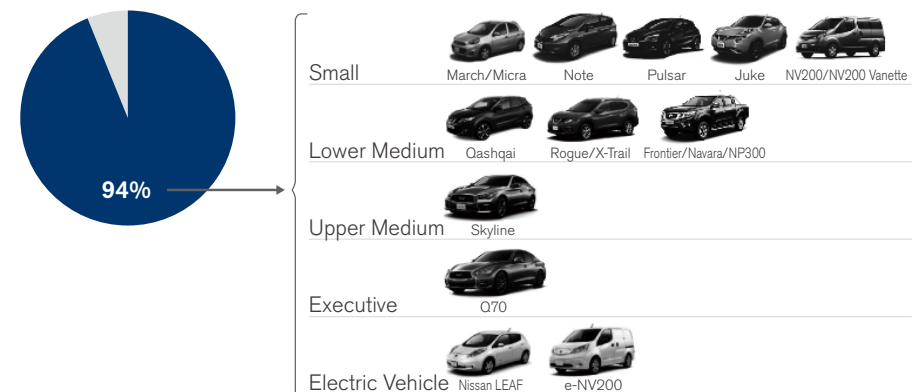 94%
Small
March/Micra Note Pulsar Juke NV200/NV200 Vanette
Lower Medium Qashqai Rogue/X-Trail Frontier/Navara/NP300
Upper Medium Skyline
Executive Q70
Electric Vehicle Nissan LEAF e-NV200